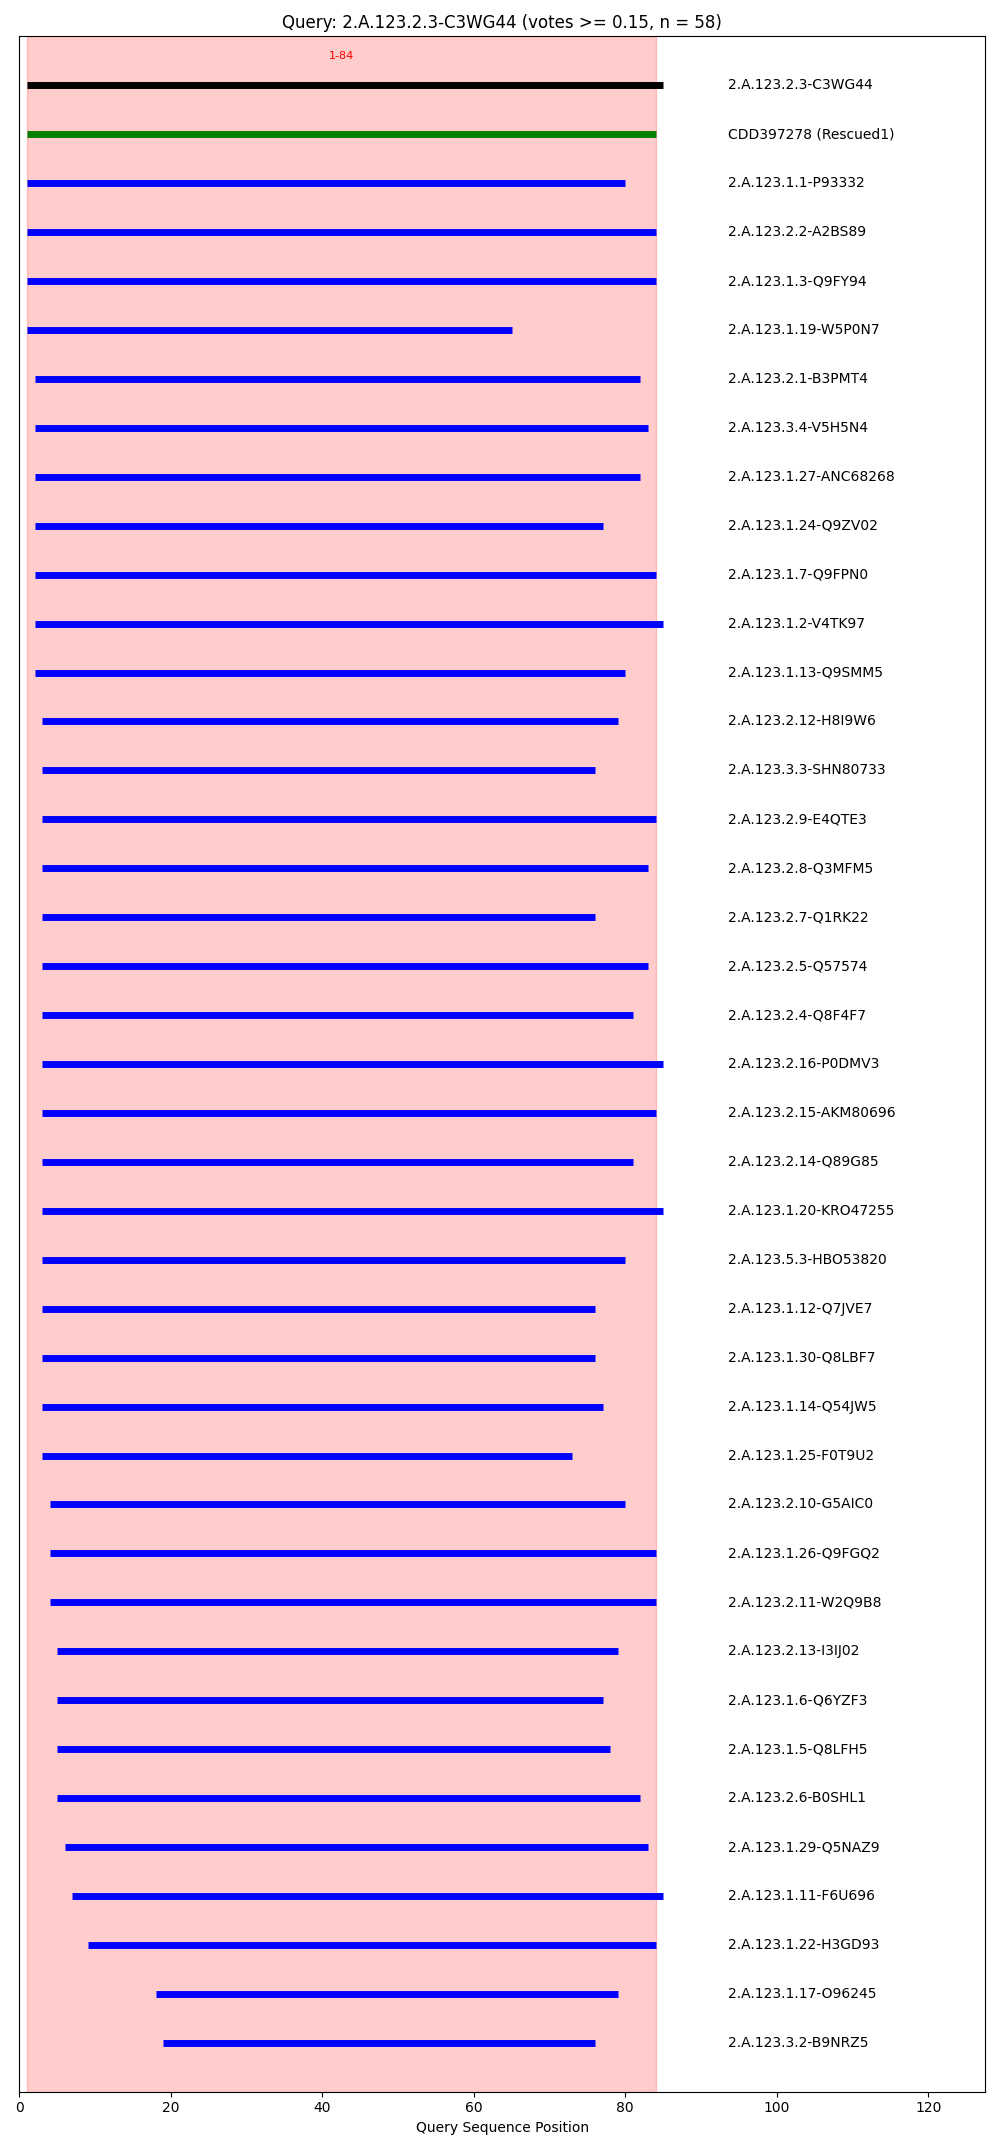 Query: 2.A.123.2.3-C3WG44 (votes >= 0.15, n = 58)
1-84
2.A.123.2.3-C3WG44
CDD397278 (Rescued1)
2.A.123.1.1-P93332
2.A.123.2.2-A2BS89
2.A.123.1.3-Q9FY94
2.A.123.1.19-W5P0N7
2.A.123.2.1-B3PMT4
2.A.123.3.4-V5H5N4
2.A.123.1.27-ANC68268
2.A.123.1.24-Q9ZV02
2.A.123.1.7-Q9FPN0
2.A.123.1.2-V4TK97
2.A.123.1.13-Q9SMM5
2.A.123.2.12-H8I9W6
2.A.123.3.3-SHN80733
2.A.123.2.9-E4QTE3
2.A.123.2.8-Q3MFM5
2.A.123.2.7-Q1RK22
2.A.123.2.5-Q57574
2.A.123.2.4-Q8F4F7
2.A.123.2.16-P0DMV3
2.A.123.2.15-AKM80696
2.A.123.2.14-Q89G85
2.A.123.1.20-KRO47255
2.A.123.5.3-HBO53820
2.A.123.1.12-Q7JVE7
2.A.123.1.30-Q8LBF7
2.A.123.1.14-Q54JW5
2.A.123.1.25-F0T9U2
2.A.123.2.10-G5AIC0
2.A.123.1.26-Q9FGQ2
2.A.123.2.11-W2Q9B8
2.A.123.2.13-I3IJ02
2.A.123.1.6-Q6YZF3
2.A.123.1.5-Q8LFH5
2.A.123.2.6-B0SHL1
2.A.123.1.29-Q5NAZ9
2.A.123.1.11-F6U696
2.A.123.1.22-H3GD93
2.A.123.1.17-O96245
2.A.123.3.2-B9NRZ5
0 20 40 60 80 100 120
Query Sequence Position